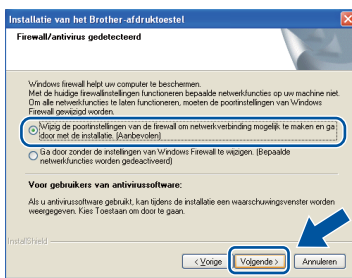 Installatie van het Brother-afdruktoestel
Firewall/antivirus gedetecteerd
Windows firewall helpt uw computer te beschermen.
Met de huidige firewallinstellingen functioneren bepaalde netwerkfuncties op uw machine niet.
Om alle netwerkfuncties te laten functioneren, moeten de poortinstellingen van Windows
Firewall gewijzigd worden.
Wijzig de poortinstellingen van de firewall om netwerkverbinding mogelijk te maken en ga
door met de installatie. (Aanbevolen)
Ga door zonder de instellingen van Windows Firewall te wijzigen. (Bepaalde
netwerkfuncties worden gedeactiveerd)
Voor gebruikers van antivirussoftware:
Als u antivirussoftware gebruikt, kan tijdens de installatie een waarschuwingsvenster worden
weergegeven. Kies Toestaan om door te gaan.
InstallShield
< Vorige
Volgende >
Annuleren